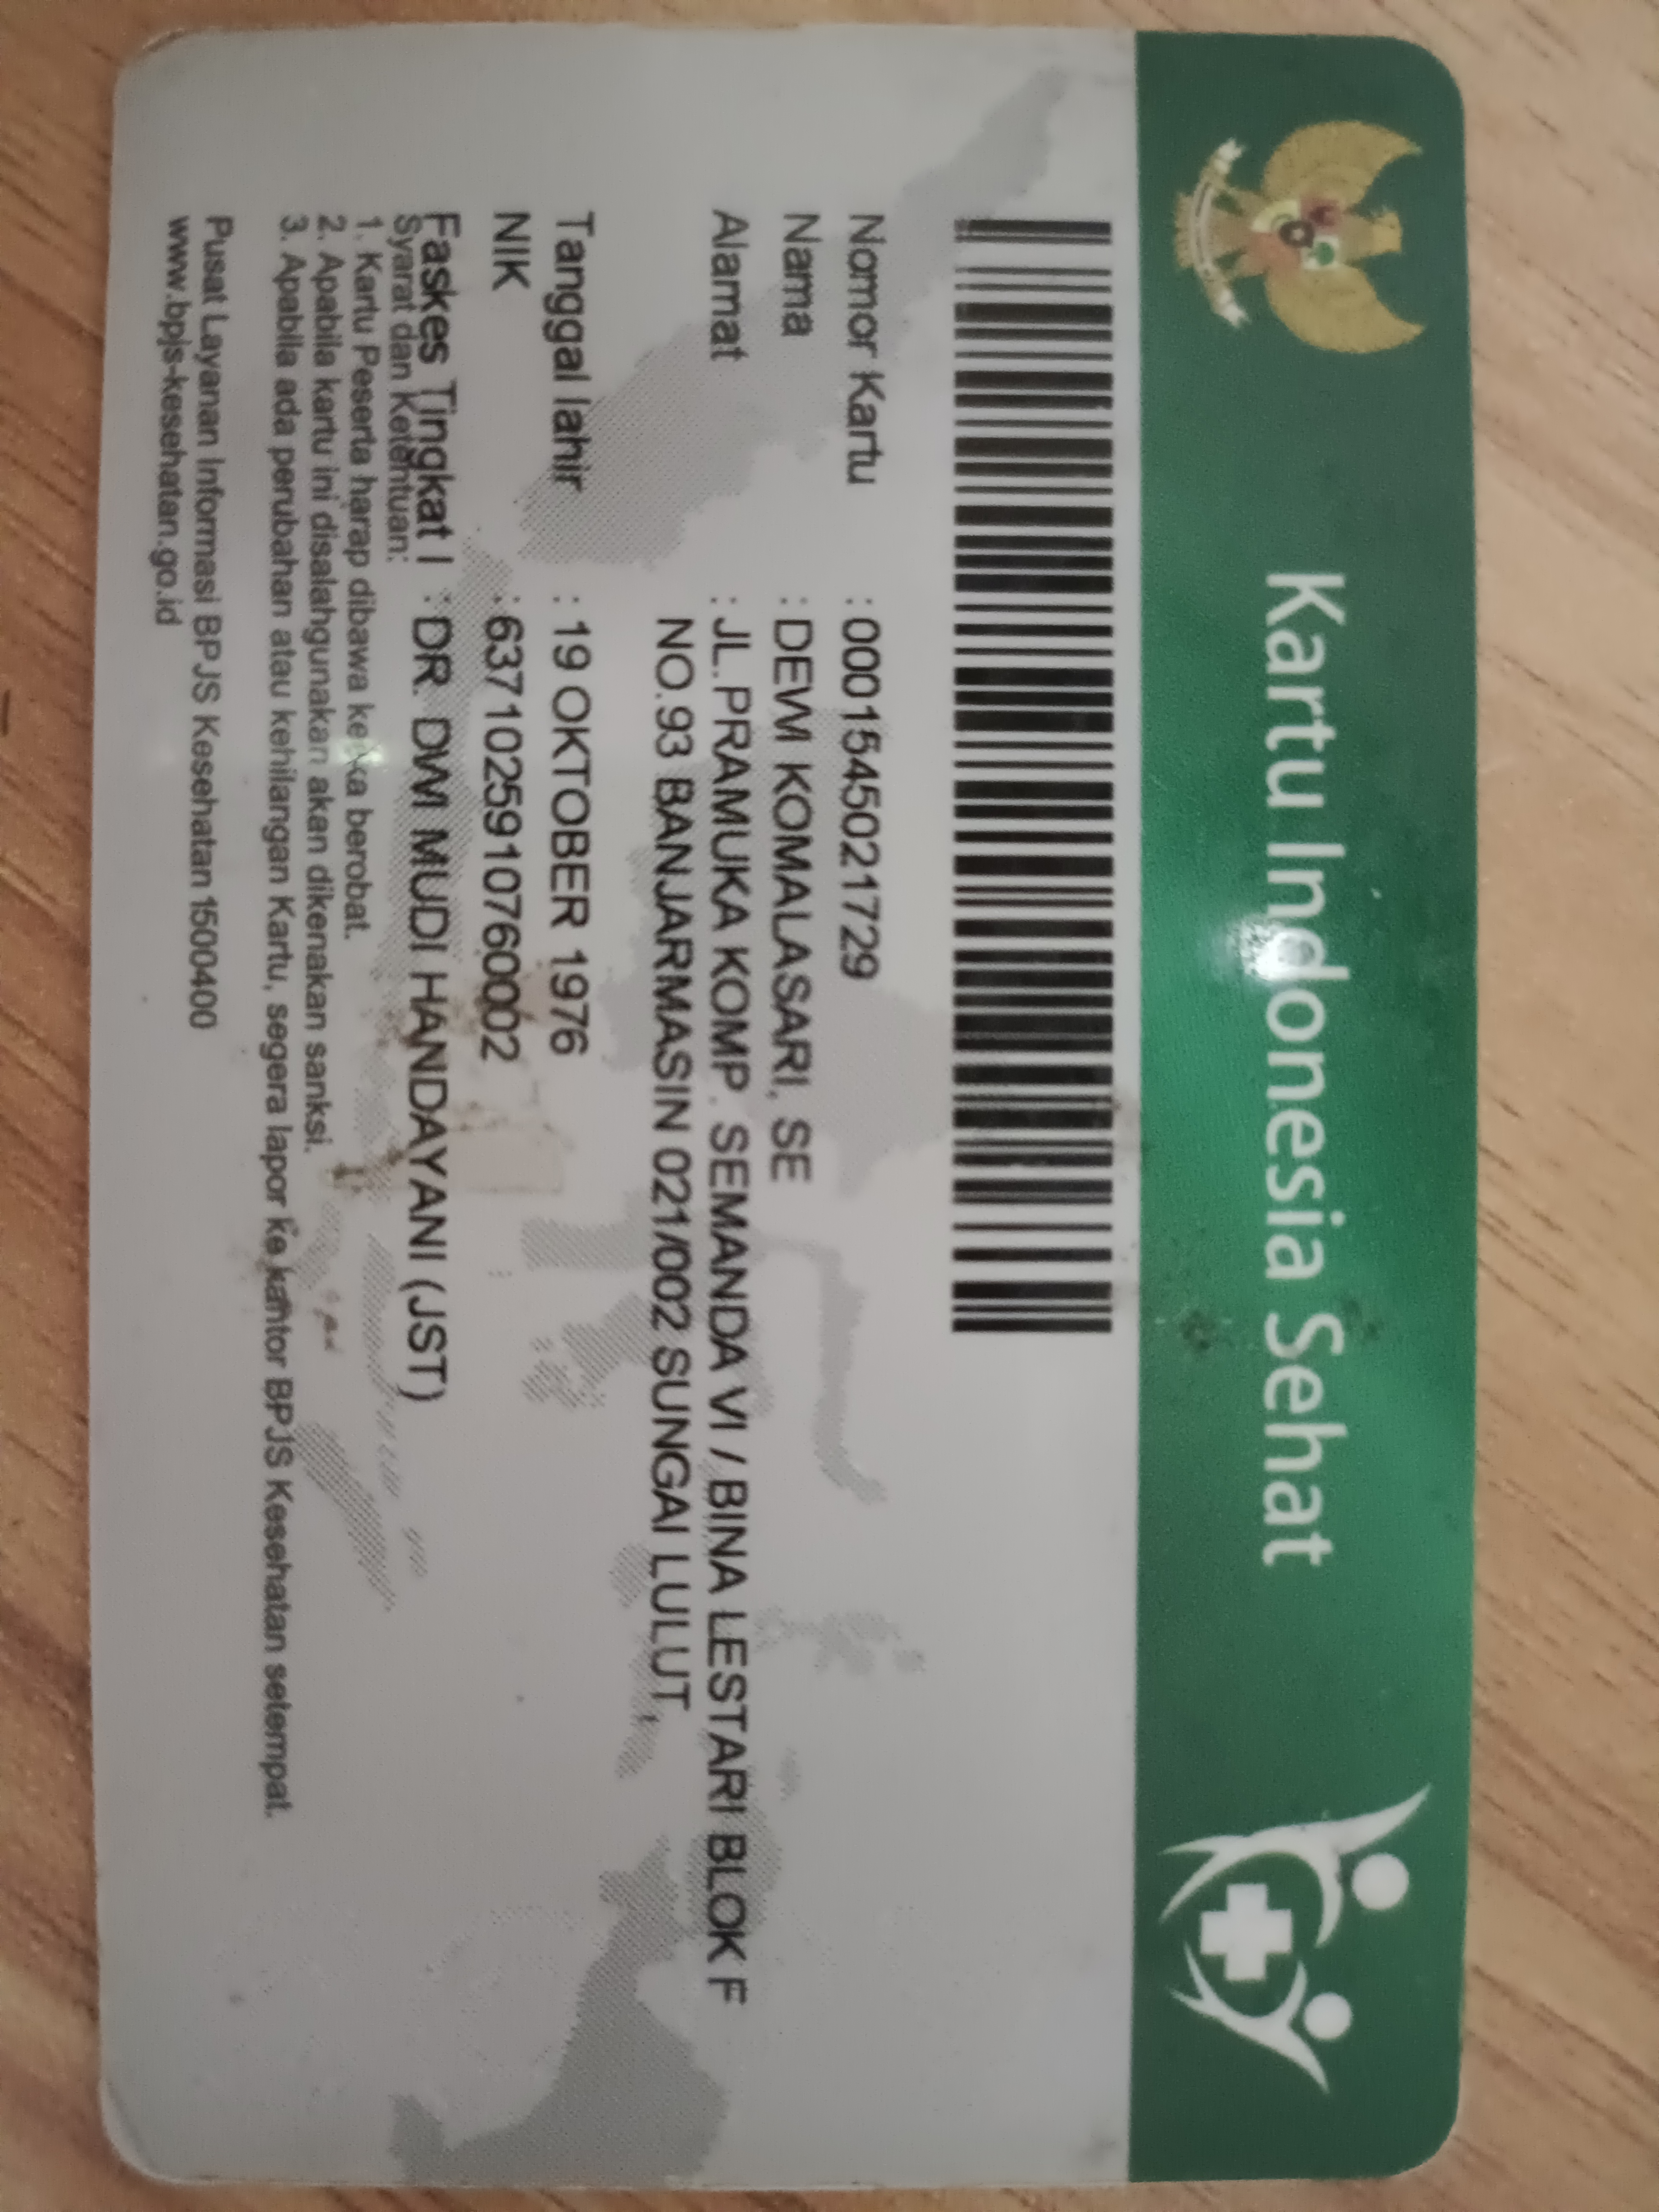 Kartu Indonesia Sehat
Nomor Kartu : 0001545021729
Nama : DEWI KOMALASARI, SE
Alamat : JL.PRAMUKA KOMP. SEMANDA VI / BINA LESTARI BLOK F
NO.93 BANJARMASIN 021/002 SUNGAI LULUT,
Tanggal lahir : 19 OKTOBER 1976
NIK : 6371025910760002
Faskes Tingkat I : DR. DWI MUDI HANDAYANI (JST)
Syarat dan Ketentuan:
1. Kartu Peserta harap dibawa ketika berobat.
2. Apabila kartu ini disalahgunakan akan dikenakan sanksi.
3. Apabila ada perubahan atau kehilangan Kartu, segera lapor ke kantor BPJS Kesehatan setempat.
Pusat Layanan Informasi BPJS Kesehatan 1500400
www.bpjs-kesehatan.go.id